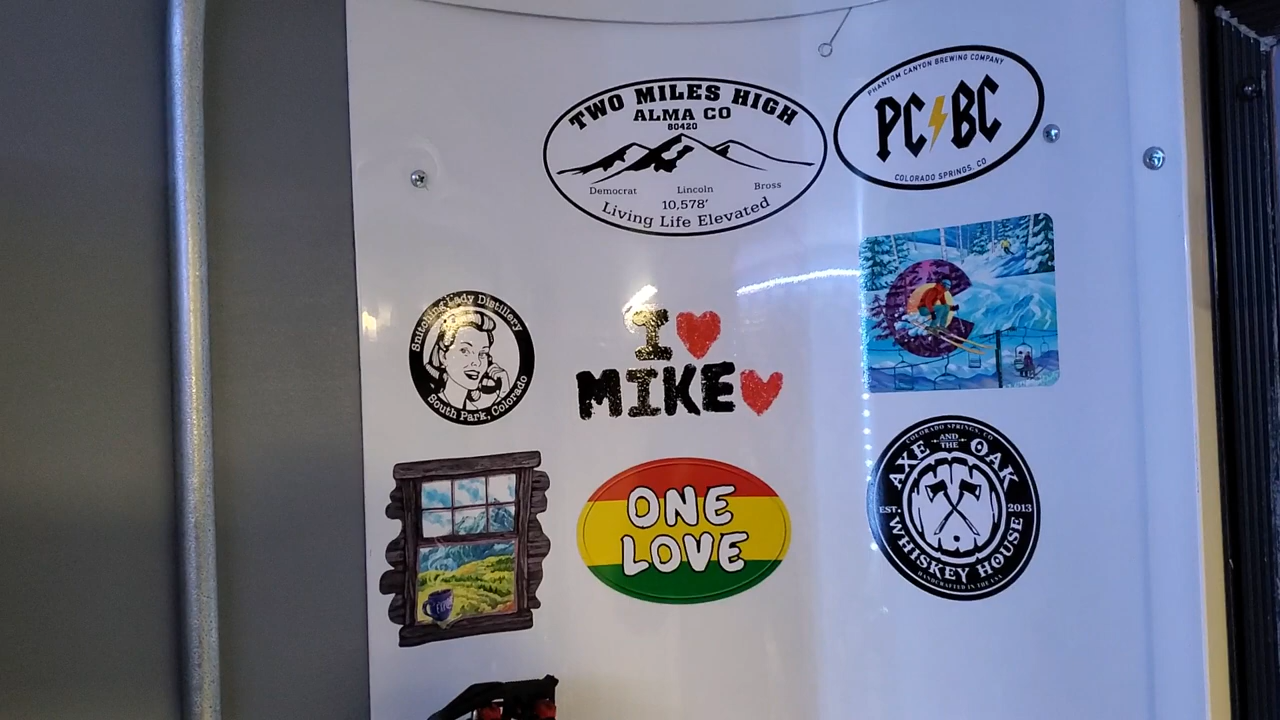 TWO MILES HIGH
ALMA CO
80420
Democrat Lincoln Bross
10,578'
Living Life Elevated
PHANTOM CANYON BREWING COMPANY
PC BC
COLORADO SPRINGS, CO
Snitching Lady Distillery
South Park, Colorado
I
MIKE
ONE
LOVE
COLORADO SPRINGS, CO
AXE AND THE OAK
EST. 2013
WHISKEY HOUSE
HANDCRAFTED IN THE USA